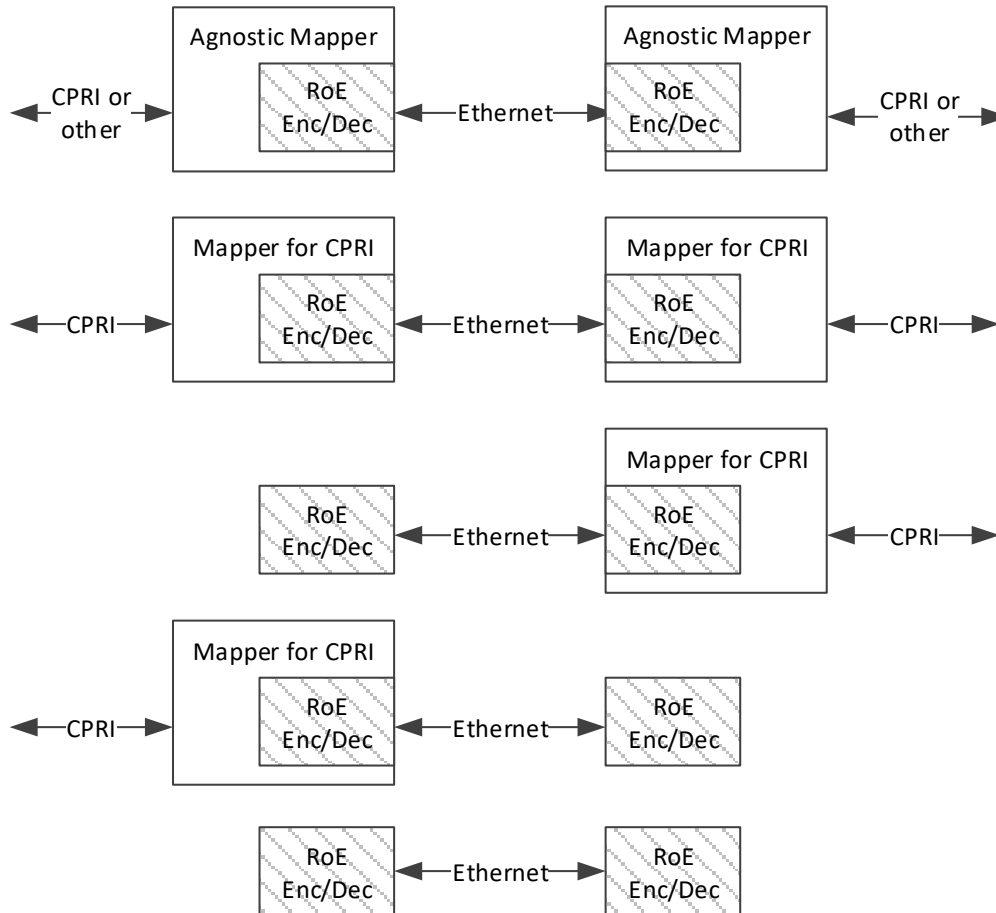 Agnostic Mapper
Agnostic Mapper
CPRI or
other
RoE
Enc/Dec
Ethernet
RoE
Enc/Dec
CPRI or
other
Mapper for CPRI
Mapper for CPRI
CPRI
RoE
Enc/Dec
Ethernet
RoE
Enc/Dec
CPRI
Mapper for CPRI
RoE
Enc/Dec
Ethernet
RoE
Enc/Dec
CPRI
Mapper for CPRI
CPRI
RoE
Enc/Dec
Ethernet
RoE
Enc/Dec
RoE
Enc/Dec
Ethernet
RoE
Enc/Dec